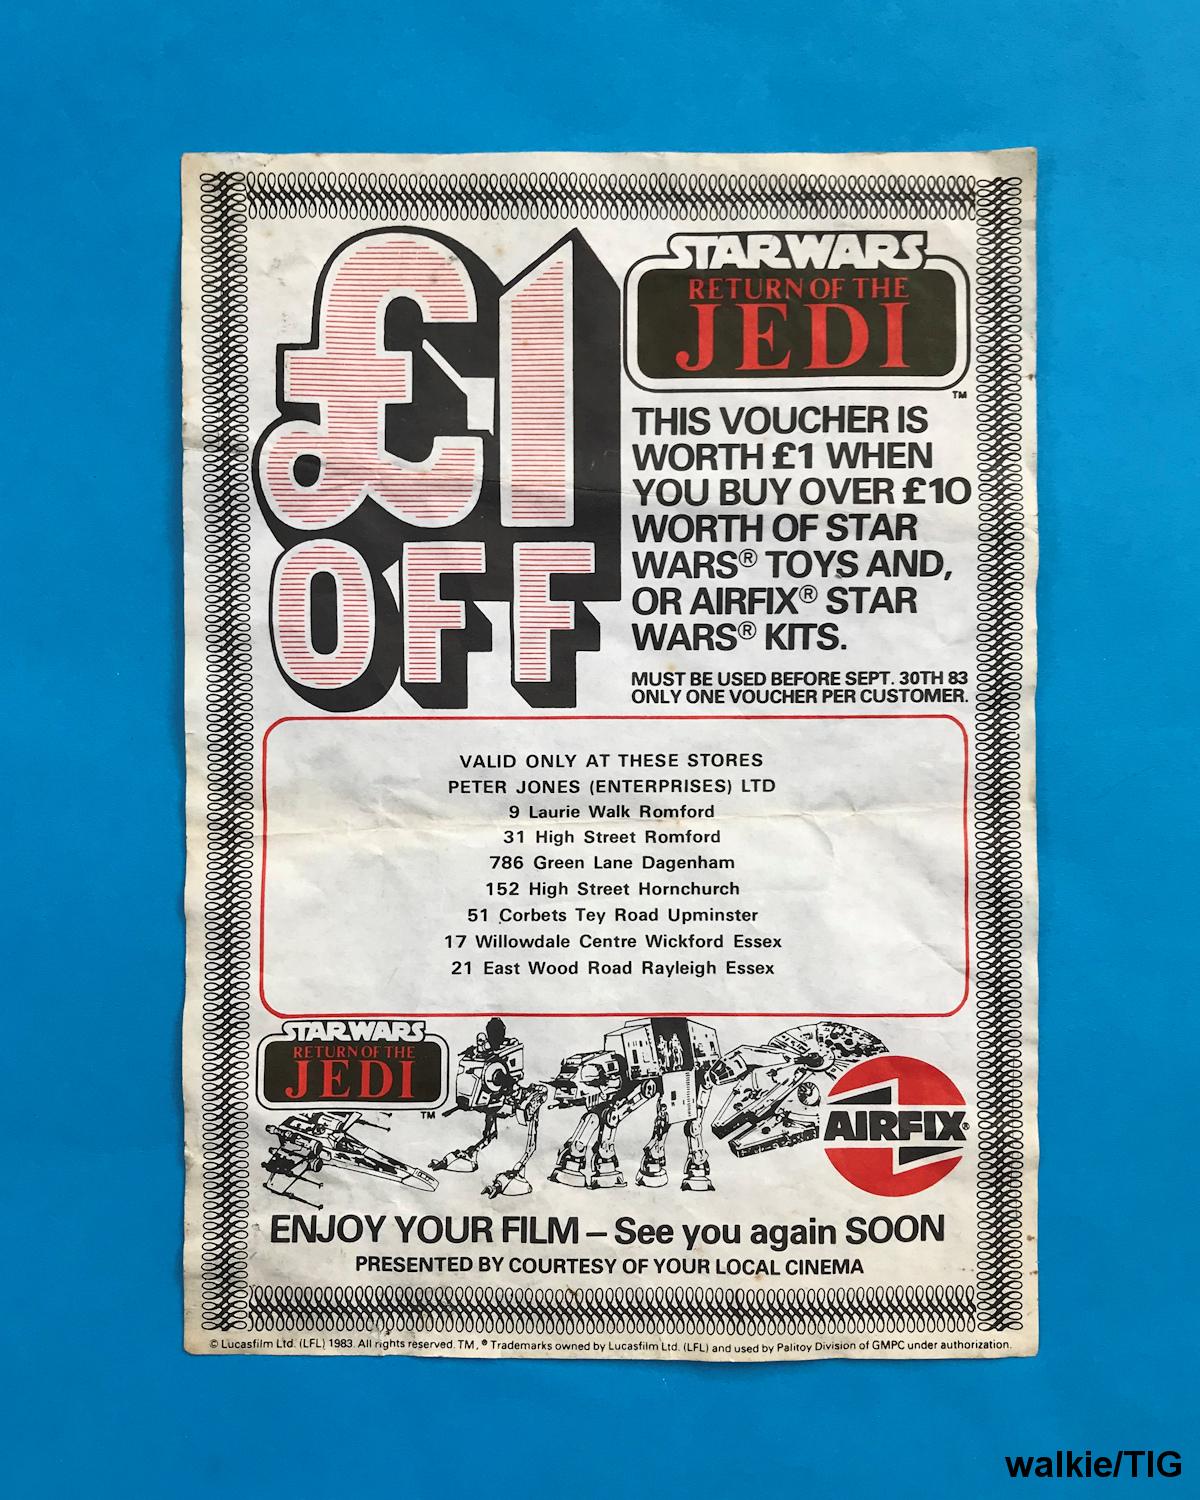 £1
OFF
STAR WARS
RETURN OF THE
JEDI
TM
THIS VOUCHER IS
WORTH £1 WHEN
YOU BUY OVER £10
WORTH OF STAR
WARS® TOYS AND,
OR AIRFIX® STAR
WARS® KITS.
MUST BE USED BEFORE SEPT. 30TH 83
ONLY ONE VOUCHER PER CUSTOMER.
VALID ONLY AT THESE STORES
PETER JONES (ENTERPRISES) LTD
9 Laurie Walk Romford
31 High Street Romford
786 Green Lane Dagenham
152 High Street Hornchurch
51 Corbets Tey Road Upminster
17 Willowdale Centre Wickford Essex
21 East Wood Road Rayleigh Essex
STAR WARS
RETURN OF THE
JEDI
TM
AIRFIX®
ENJOY YOUR FILM – See you again SOON
PRESENTED BY COURTESY OF YOUR LOCAL CINEMA
© Lucasfilm Ltd. (LFL) 1983. All rights reserved. TM, ® Trademarks owned by Lucasfilm Ltd. (LFL) and used by Palitoy Division of GMPC under authorization.
walkie/TIG